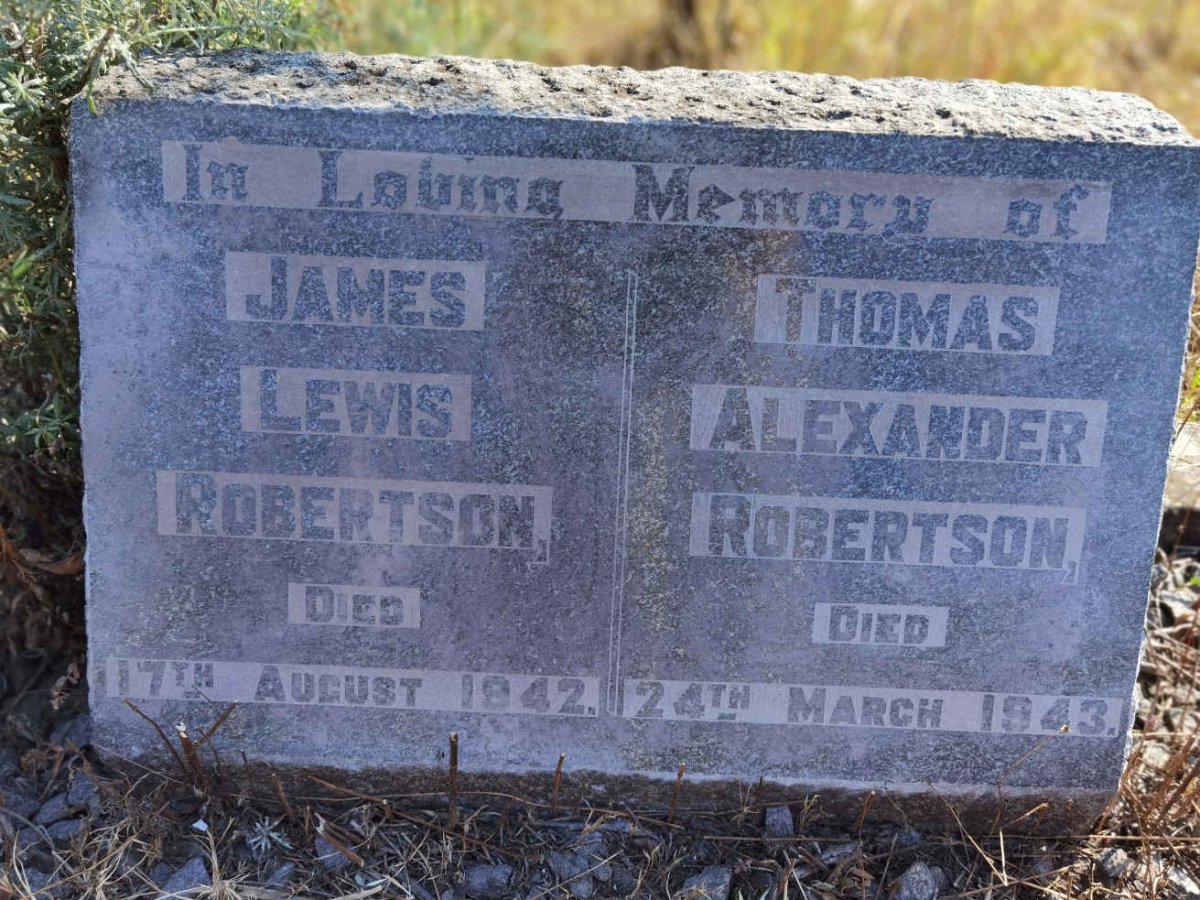 In Loving Memory of
JAMES
LEWIS
ROBERTSON,
DIED
17TH AUGUST 1942.
THOMAS
ALEXANDER
ROBERTSON,
DIED
24TH MARCH 1943.